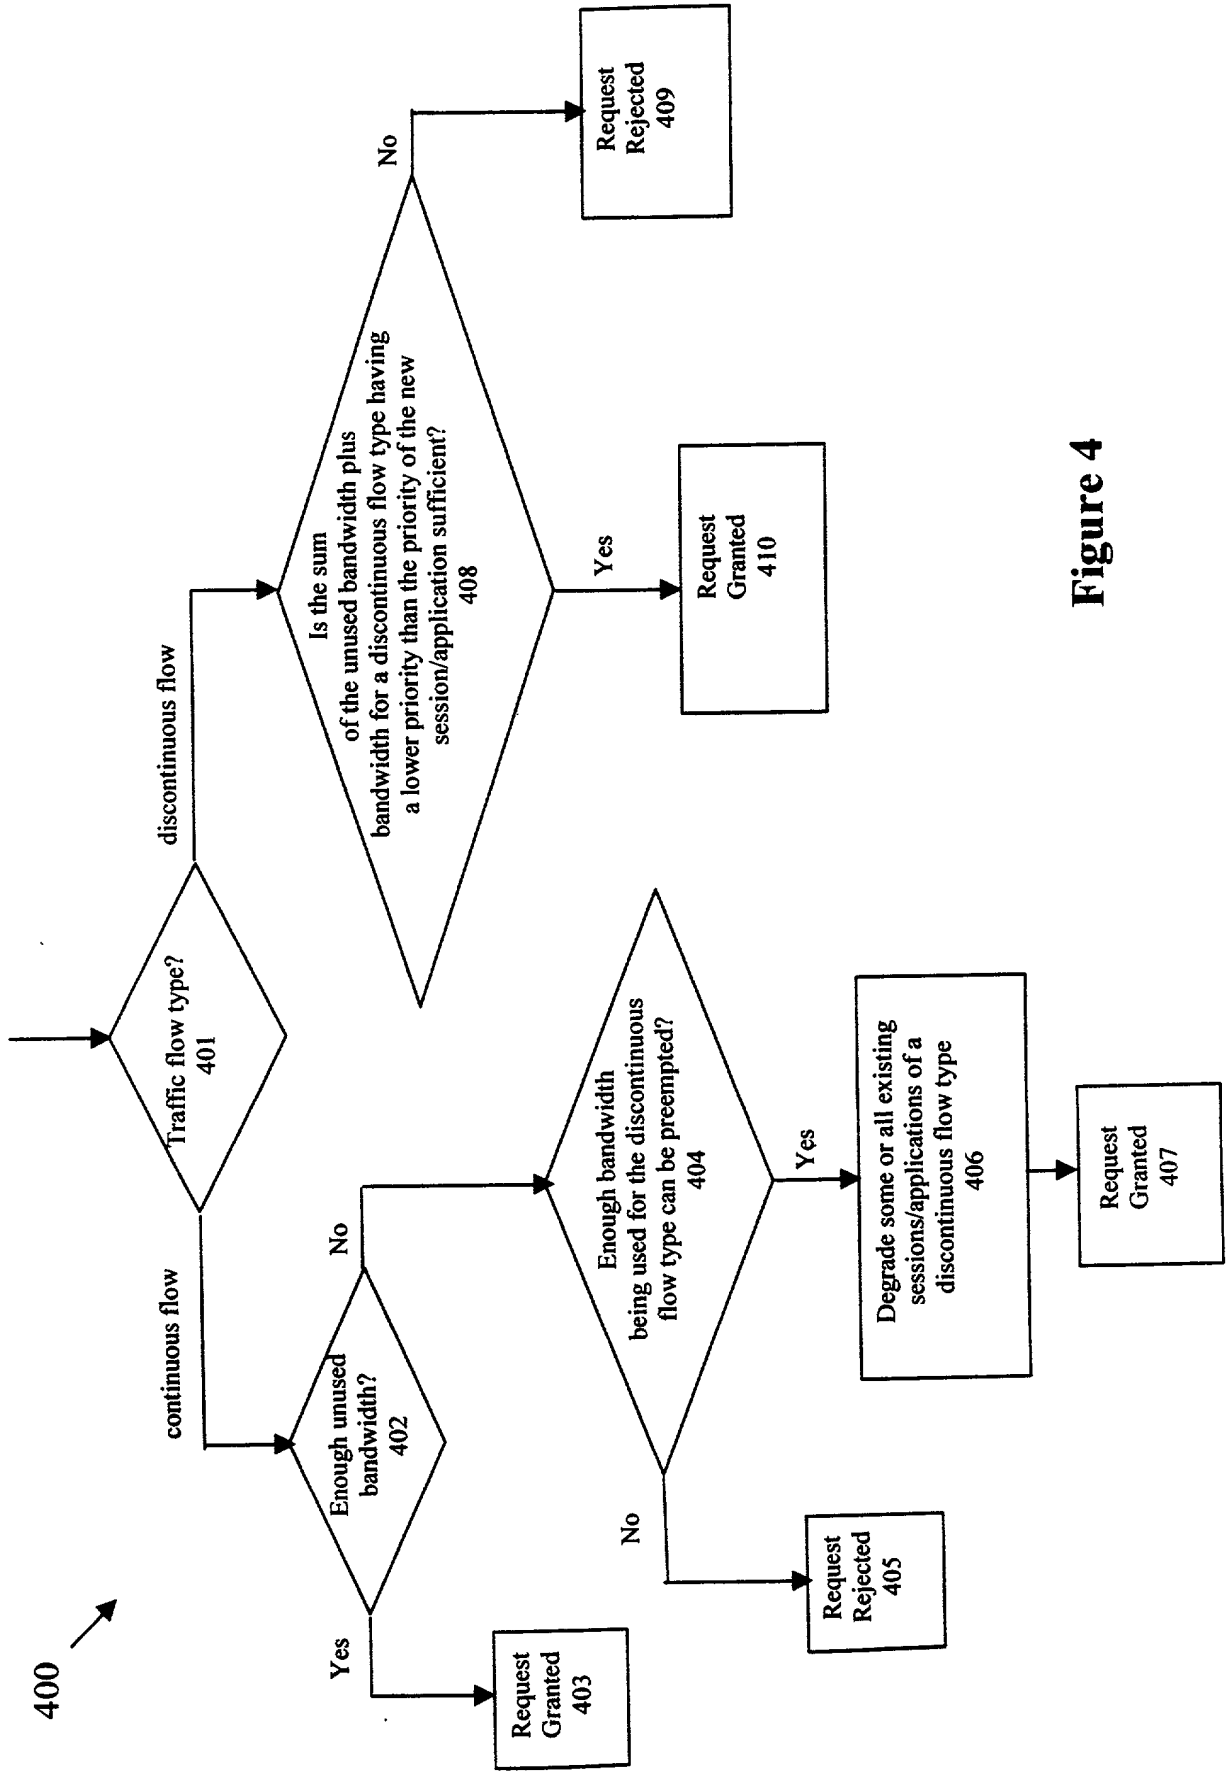 400
Traffic flow type?
401
continuous flow
discontinuous flow
Enough unused
bandwidth?
402
Yes
No
Request
Granted
403
Enough bandwidth
being used for the discontinuous
flow type can be preempted?
404
No
Yes
Request
Rejected
405
Degrade some or all existing
sessions/applications of a
discontinuous flow type
406
Request
Granted
407
Is the sum
of the unused bandwidth plus
bandwidth for a discontinuous flow type having
a lower priority than the priority of the new
session/application sufficient?
408
No
Yes
Request
Rejected
409
Request
Granted
410
Figure 4